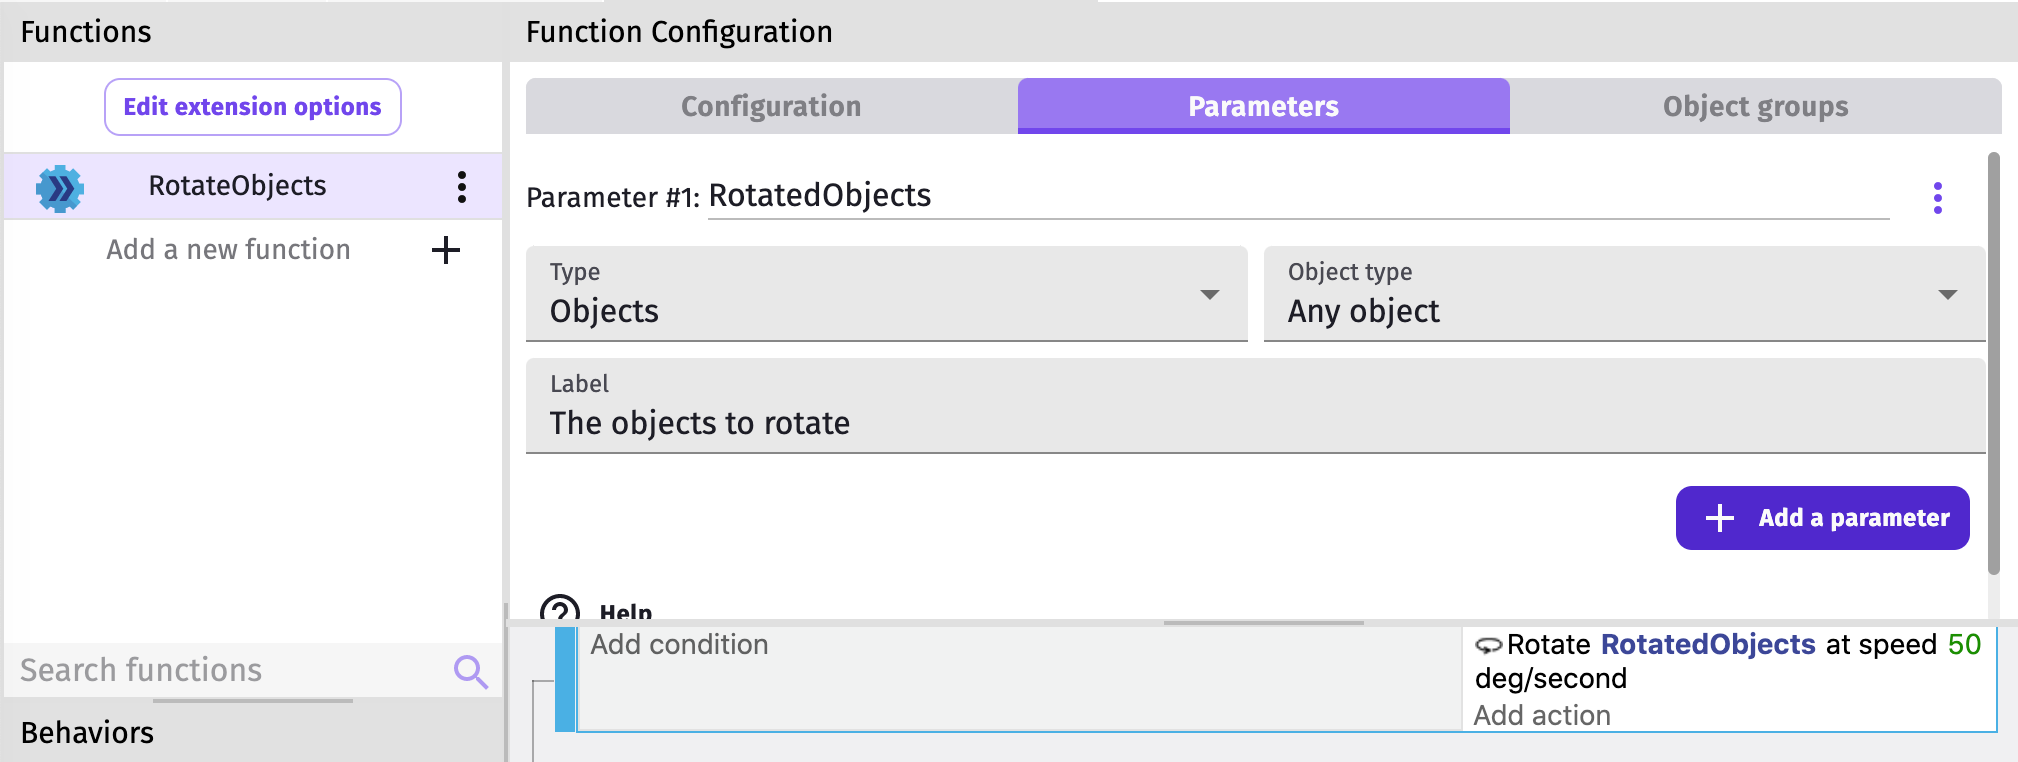 Functions
Edit extension options
RotateObjects
Add a new function
Search functions
Behaviors
Function Configuration
Configuration
Parameters
Object groups
Parameter #1: RotatedObjects
Type
Objects
Object type
Any object
Label
The objects to rotate
Add a parameter
Help
Add condition
Rotate RotatedObjects at speed 50
deg/second
Add action